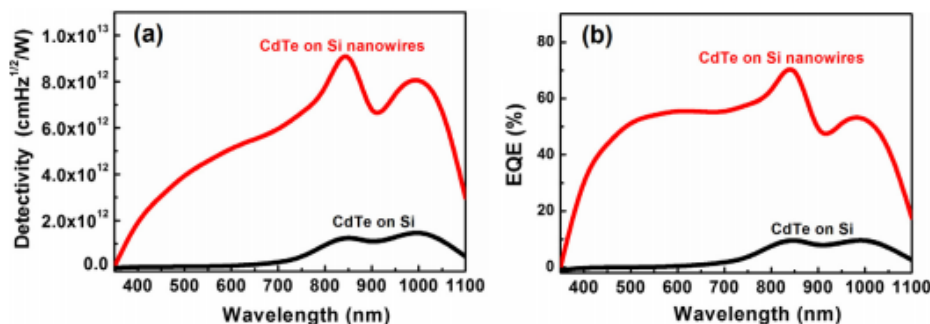 (a)
CdTe on Si nanowires
CdTe on Si
Detectivity (cmHz^1/2/W)
1.0x10^13
8.0x10^12
6.0x10^12
4.0x10^12
2.0x10^12
0.0
400 500 600 700 800 900 1000 1100
Wavelength (nm)
(b)
CdTe on Si nanowires
CdTe on Si
EQE (%)
80
60
40
20
0
400 500 600 700 800 900 1000 1100
Wavelength (nm)